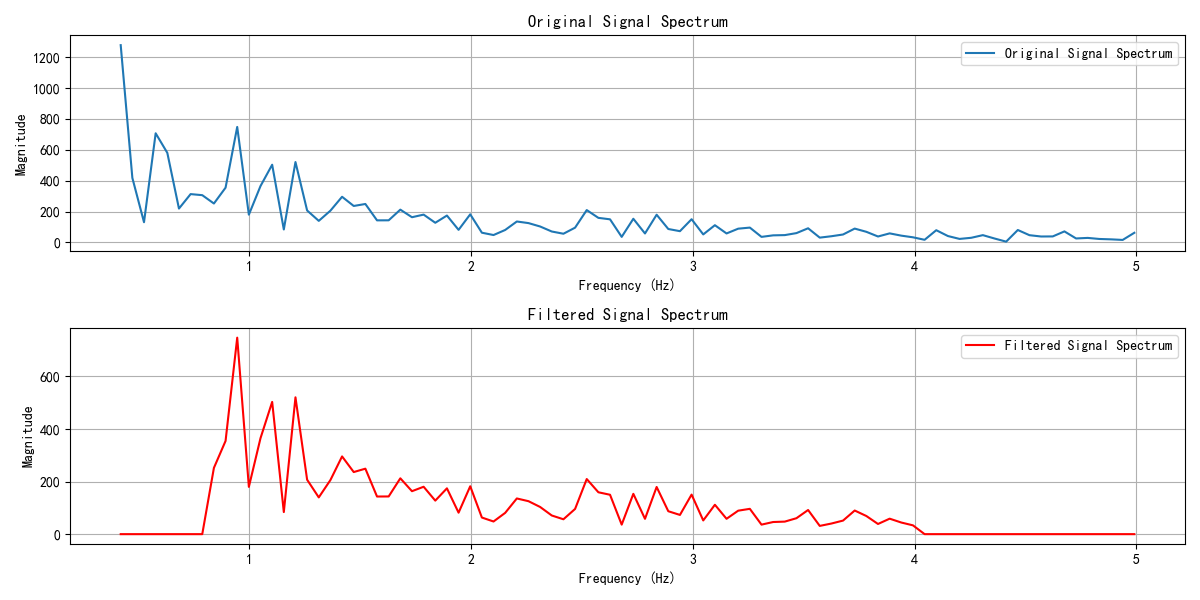 Original Signal Spectrum
Original Signal Spectrum
Magnitude
1200
1000
800
600
400
200
0
1 2 3 4 5
Frequency (Hz)
Filtered Signal Spectrum
Filtered Signal Spectrum
Magnitude
600
400
200
0
1 2 3 4 5
Frequency (Hz)